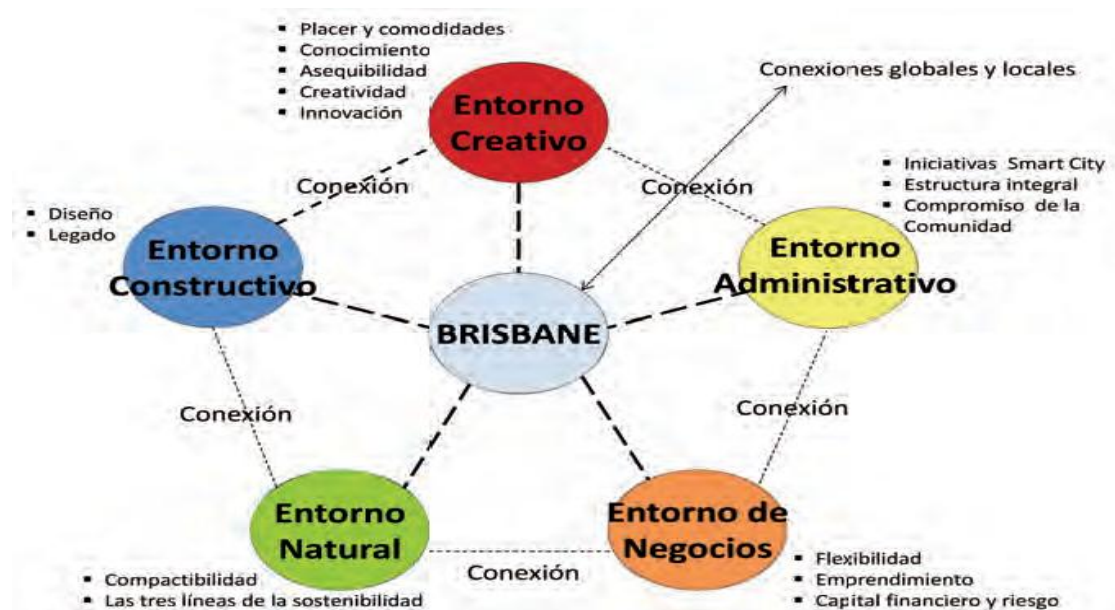 ▪ Placer y comodidades
▪ Conocimiento
▪ Asequibilidad
▪ Creatividad
▪ Innovación
Entorno
Creativo
Conexiones globales y locales
Conexión
Conexión
▪ Iniciativas Smart City
▪ Estructura integral
▪ Compromiso de la
Comunidad
▪ Diseño
▪ Legado
Entorno
Constructivo
Entorno
Administrativo
BRISBANE
Conexión
Conexión
Entorno
Natural
Entorno de
Negocios
Conexión
▪ Compactibilidad
▪ Las tres líneas de la sostenibilidad
▪ Flexibilidad
▪ Emprendimiento
▪ Capital financiero y riesgo